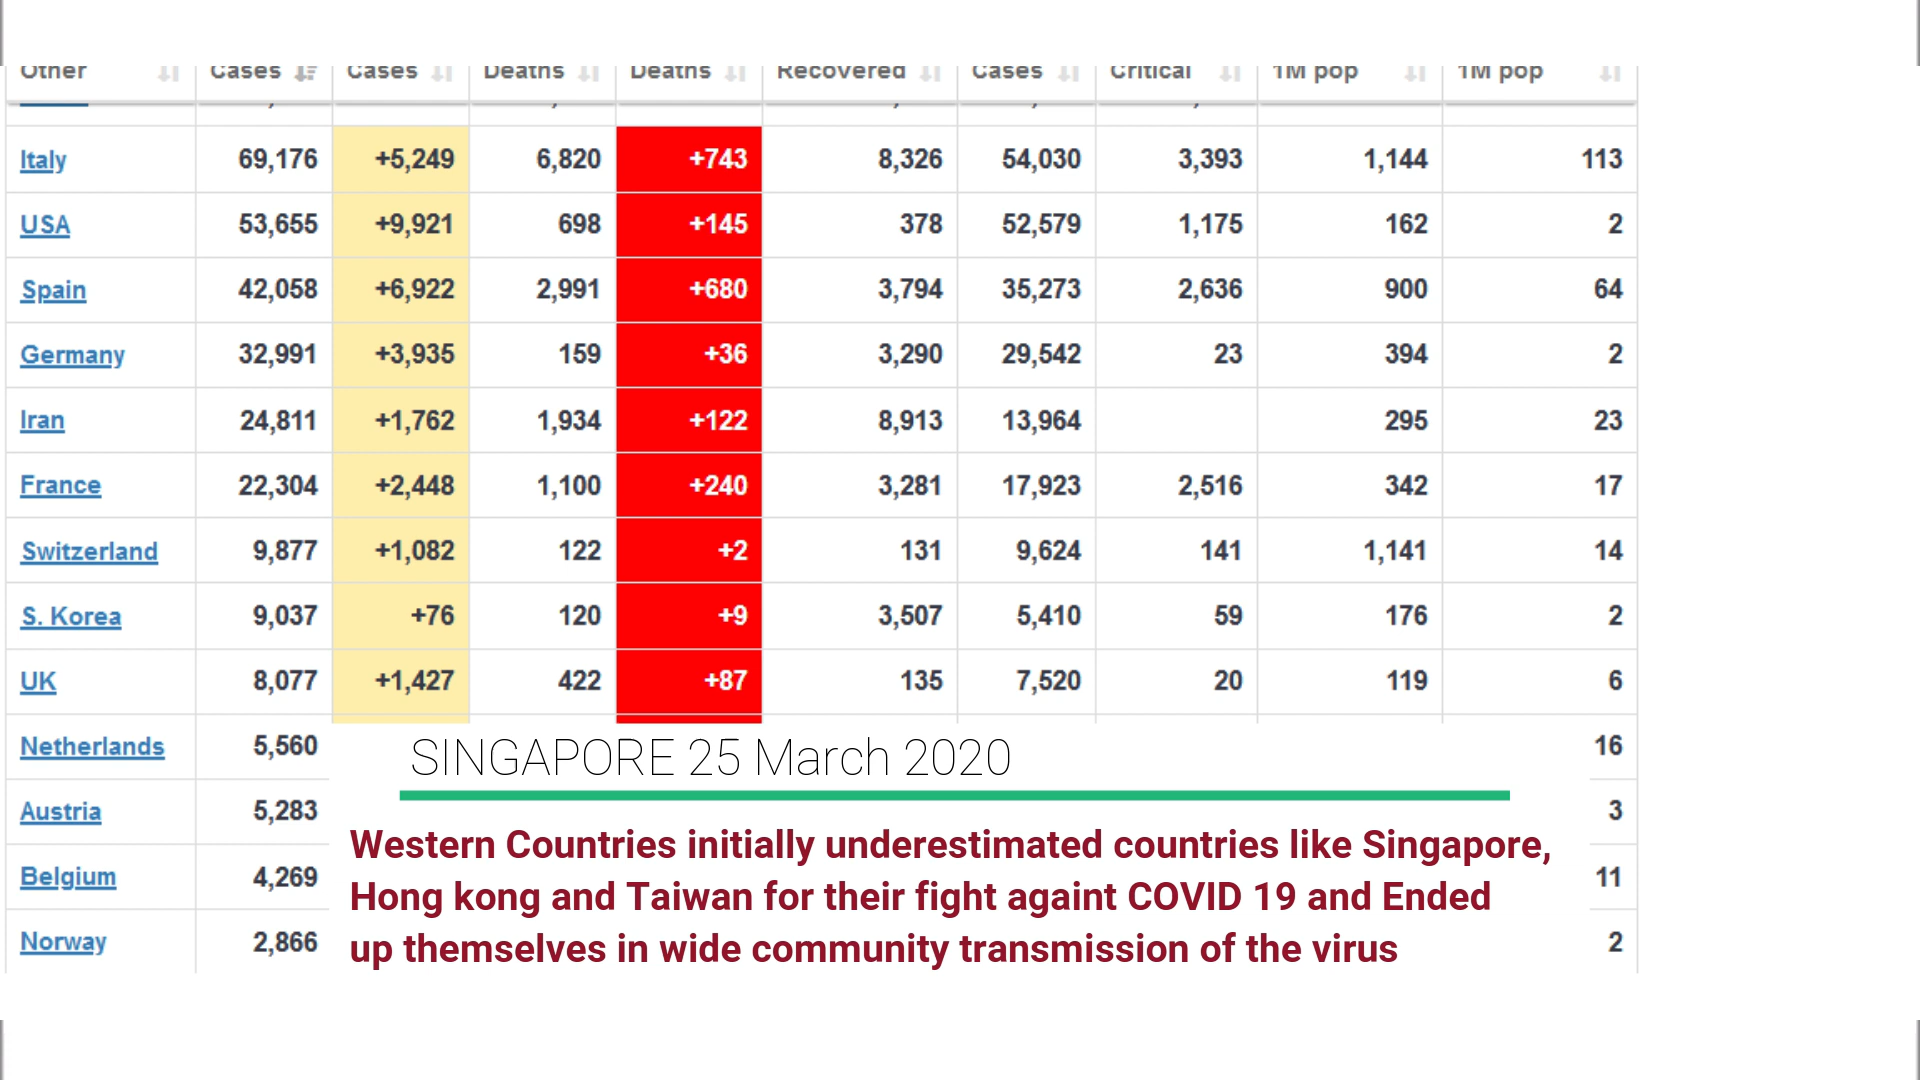 Other Cases Cases Deaths Deaths Recovered Cases Critical 1M pop 1M pop
Italy 69,176 +5,249 6,820 +743 8,326 54,030 3,393 1,144 113
USA 53,655 +9,921 698 +145 378 52,579 1,175 162 2
Spain 42,058 +6,922 2,991 +680 3,794 35,273 2,636 900 64
Germany 32,991 +3,935 159 +36 3,290 29,542 23 394 2
Iran 24,811 +1,762 1,934 +122 8,913 13,964 295 23
France 22,304 +2,448 1,100 +240 3,281 17,923 2,516 342 17
Switzerland 9,877 +1,082 122 +2 131 9,624 141 1,141 14
S. Korea 9,037 +76 120 +9 3,507 5,410 59 176 2
UK 8,077 +1,427 422 +87 135 7,520 20 119 6
Netherlands 5,560 16
Austria 5,283 3
Belgium 4,269 11
Norway 2,866 2
SINGAPORE 25 March 2020
Western Countries initially underestimated countries like Singapore,
Hong kong and Taiwan for their fight againt COVID 19 and Ended
up themselves in wide community transmission of the virus